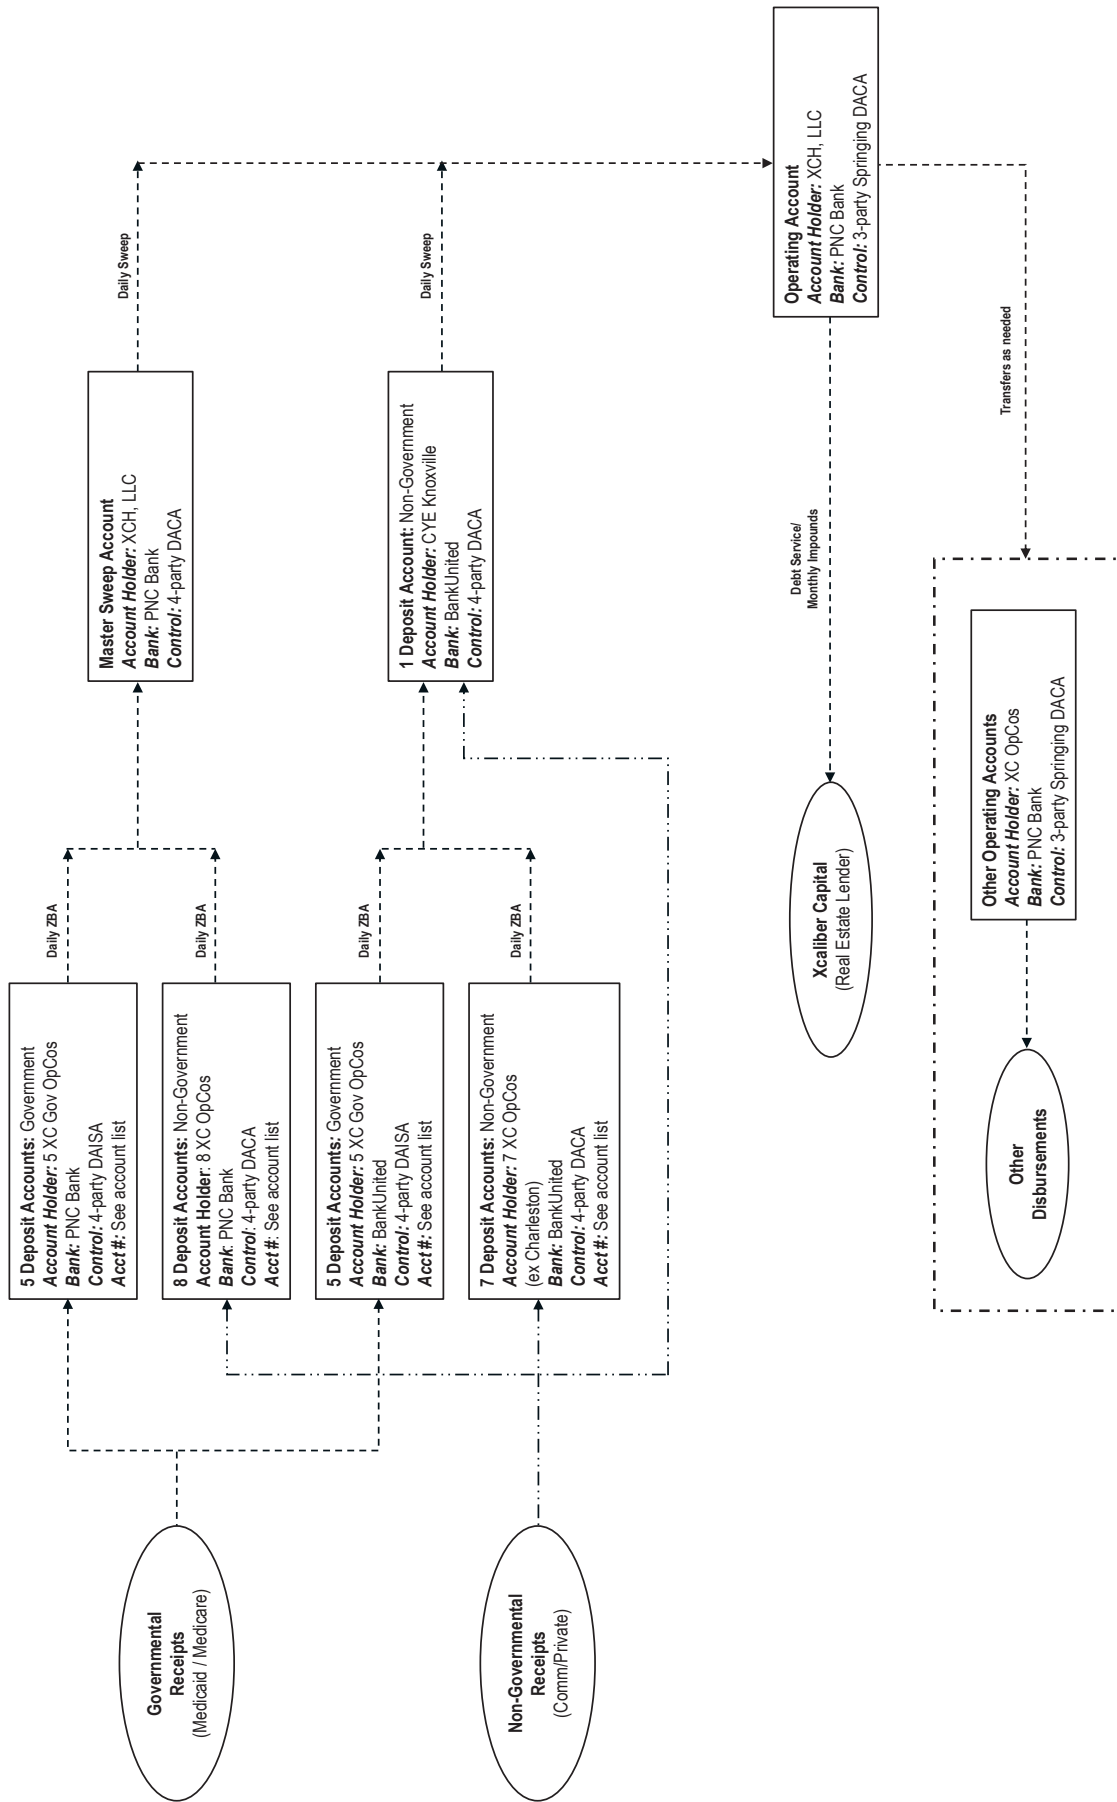 Governmental
Receipts
(Medicaid / Medicare)
Non-Governmental
Receipts
(Comm/Private)
5 Deposit Accounts: Government
Account Holder: 5 XC Gov OpCos
Bank: PNC Bank
Control: 4-party DAISA
Acct #: See account list
8 Deposit Accounts: Non-Government
Account Holder: 8 XC OpCos
Bank: PNC Bank
Control: 4-party DACA
Acct #: See account list
5 Deposit Accounts: Government
Account Holder: 5 XC Gov OpCos
Bank: BankUnited
Control: 4-party DAISA
Acct #: See account list
7 Deposit Accounts: Non-Government
Account Holder: 7 XC OpCos
(ex Charleston)
Bank: BankUnited
Control: 4-party DACA
Acct #: See account list
Daily ZBA
Daily ZBA
Daily ZBA
Daily ZBA
Master Sweep Account
Account Holder: XCH, LLC
Bank: PNC Bank
Control: 4-party DACA
1 Deposit Account: Non-Government
Account Holder: CYE Knoxville
Bank: BankUnited
Control: 4-party DACA
Daily Sweep
Daily Sweep
Operating Account
Account Holder: XCH, LLC
Bank: PNC Bank
Control: 3-party Springing DACA
Debt Service/
Monthly Impounds
Xcaliber Capital
(Real Estate Lender)
Transfers as needed
Other Operating Accounts
Account Holder: XC OpCos
Bank: PNC Bank
Control: 3-party Springing DACA
Other
Disbursements